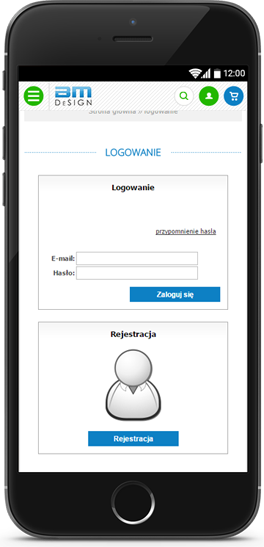 12:00
BM
DESIGN
Strona główna » logowanie
LOGOWANIE
Logowanie
przypomnienie hasła
E-mail:
Hasło:
Zaloguj się
Rejestracja
Rejestracja